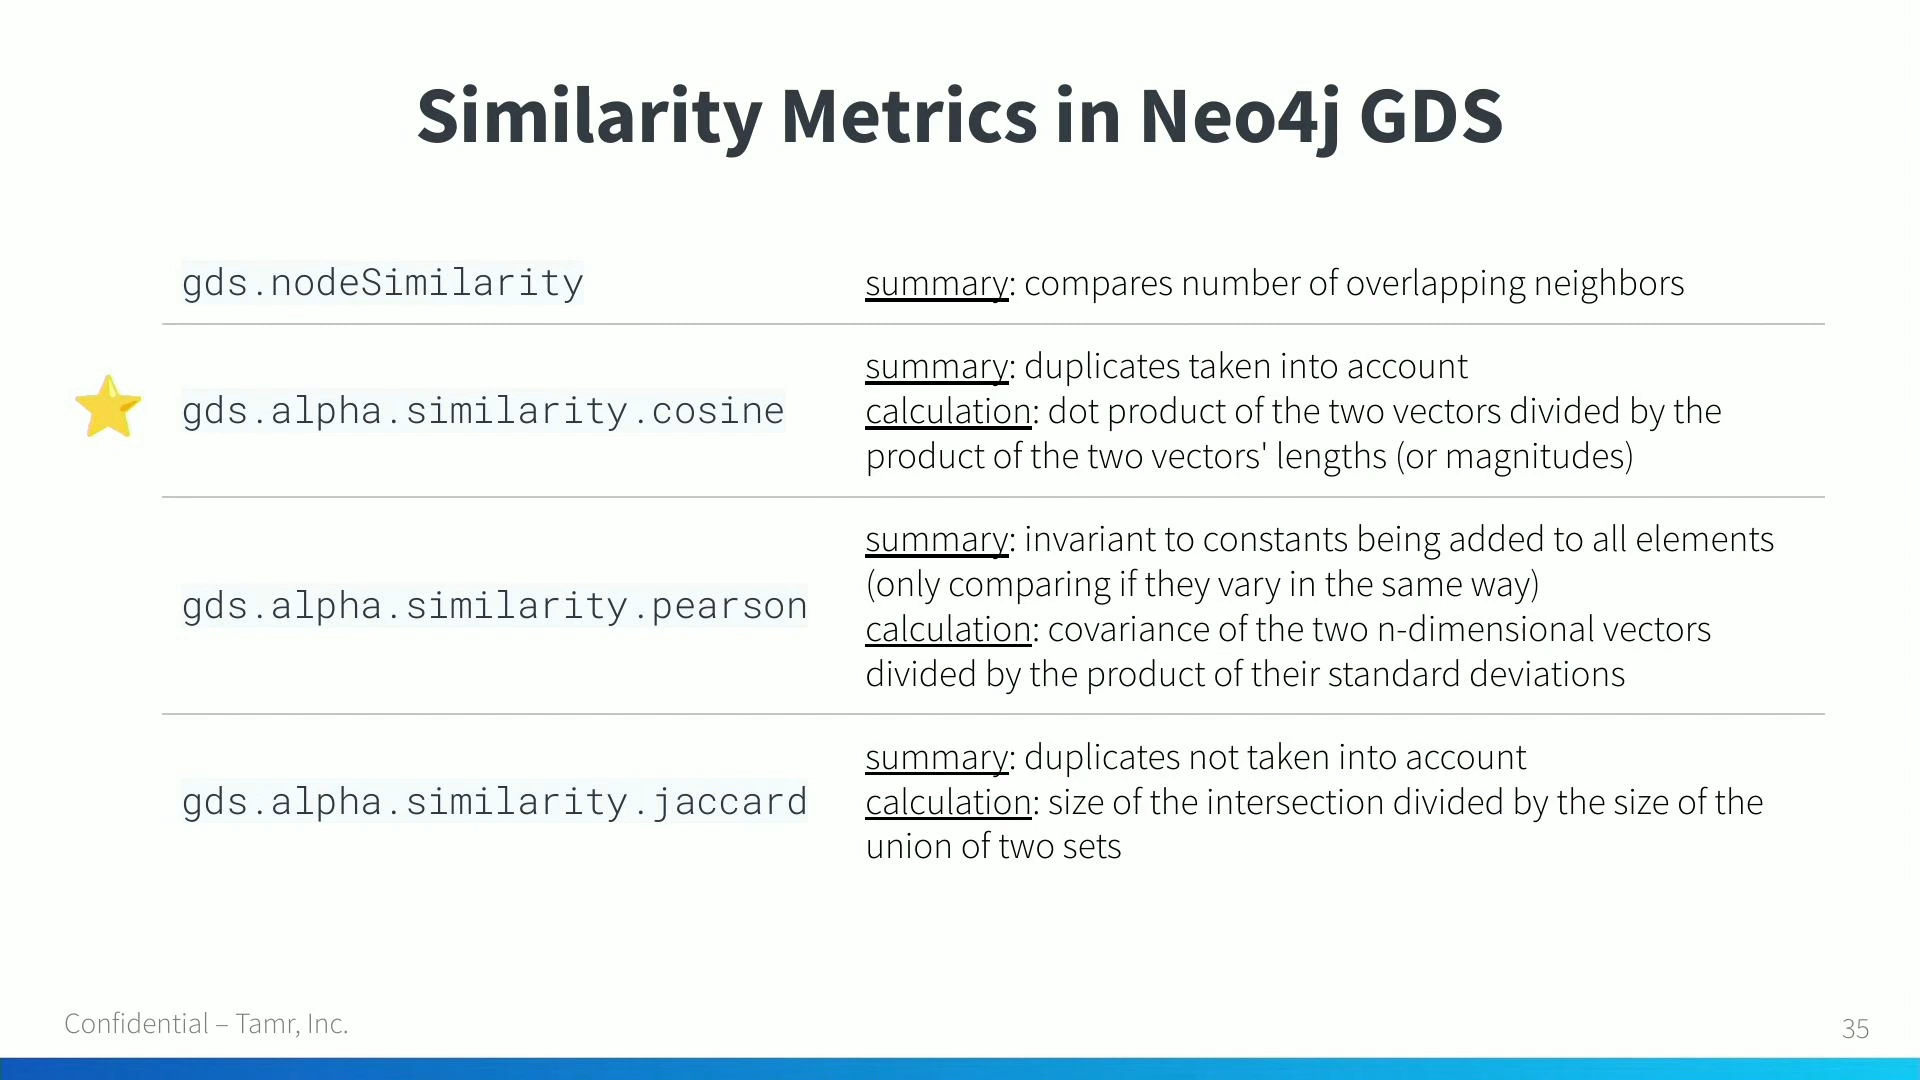 Similarity Metrics in Neo4j GDS
gds.nodeSimilarity
summary: compares number of overlapping neighbors
gds.alpha.similarity.cosine
summary: duplicates taken into account
calculation: dot product of the two vectors divided by the
product of the two vectors' lengths (or magnitudes)
gds.alpha.similarity.pearson
summary: invariant to constants being added to all elements
(only comparing if they vary in the same way)
calculation: covariance of the two n-dimensional vectors
divided by the product of their standard deviations
gds.alpha.similarity.jaccard
summary: duplicates not taken into account
calculation: size of the intersection divided by the size of the
union of two sets
Confidential – Tamr, Inc.
35